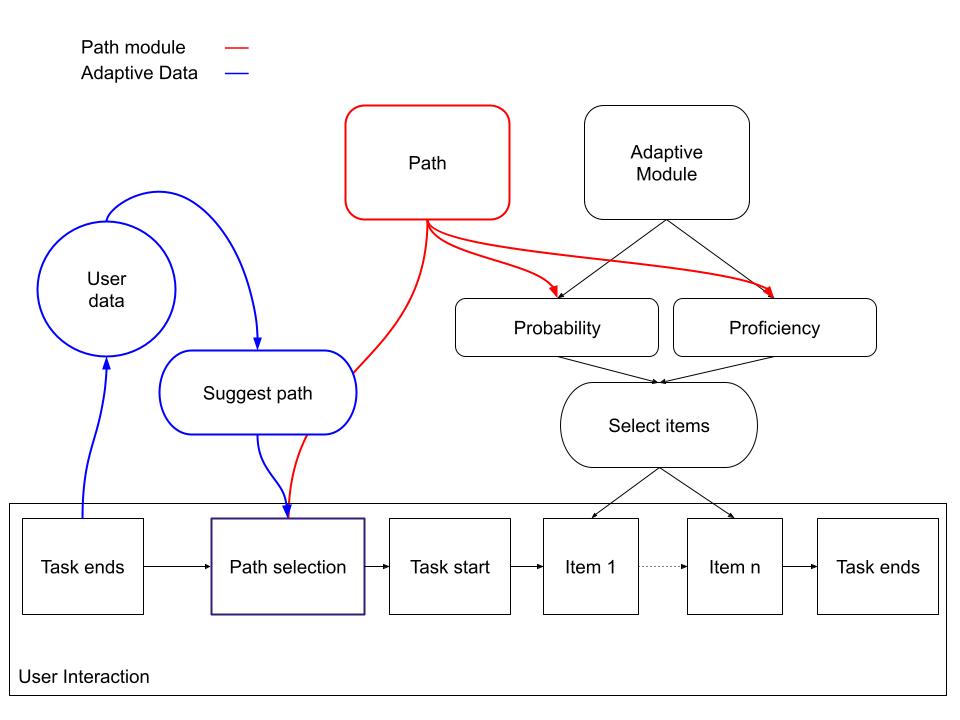 Path module
Adaptive Data
Path
Adaptive
Module
User
data
Probability
Proficiency
Suggest path
Select items
Task ends
Path selection
Task start
Item 1
Item n
Task ends
User Interaction